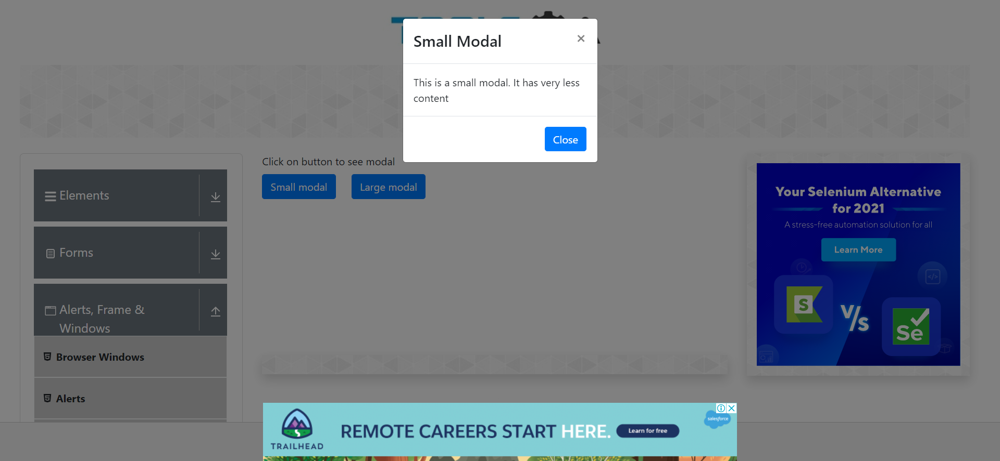 Small Modal
×
This is a small modal. It has very less
content
Close
Click on button to see modal
Small modal
Large modal
Elements
Forms
Alerts, Frame &
Windows
Browser Windows
Alerts
Your Selenium Alternative
for 2021
A stress-free automation solution for all
Learn More
S
V/s
Se
</>
TRAILHEAD
REMOTE CAREERS START HERE.
Learn for free
salesforce